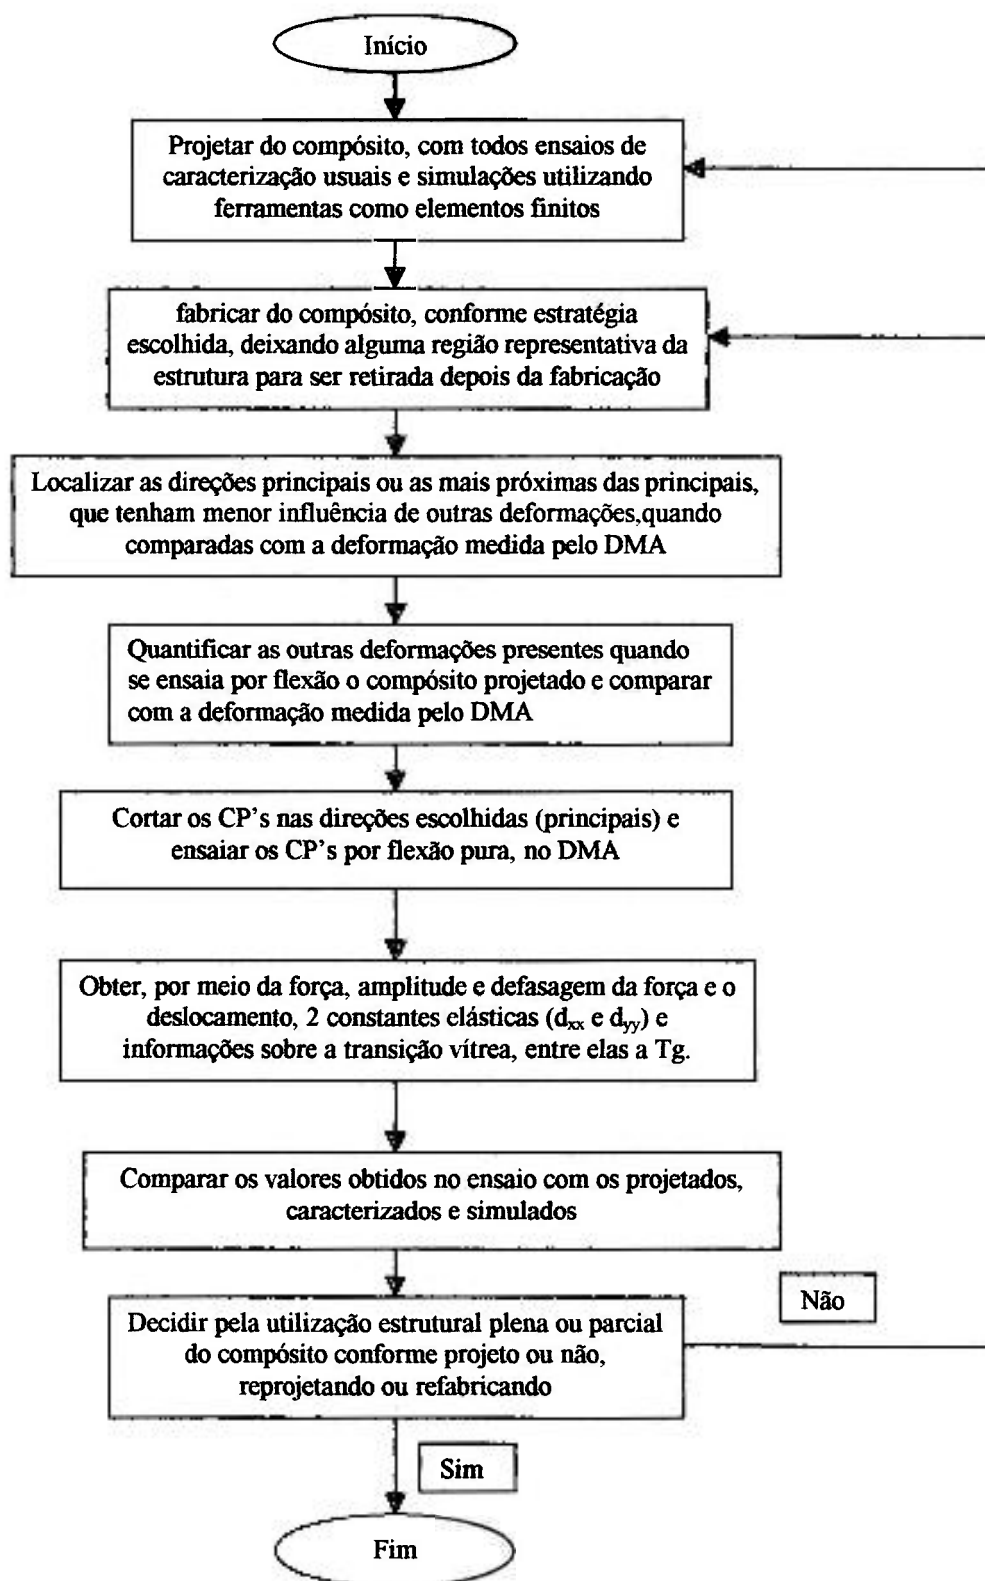 Início
Projetar do compósito, com todos ensaios de
caracterização usuais e simulações utilizando
ferramentas como elementos finitos
fabricar do compósito, conforme estratégia
escolhida, deixando alguma região representativa da
estrutura para ser retirada depois da fabricação
Localizar as direções principais ou as mais próximas das principais,
que tenham menor influência de outras deformações,quando
comparadas com a deformação medida pelo DMA
Quantificar as outras deformações presentes quando
se ensaia por flexão o compósito projetado e comparar
com a deformação medida pelo DMA
Cortar os CP's nas direções escolhidas (principais) e
ensaiar os CP's por flexão pura, no DMA
Obter, por meio da força, amplitude e defasagem da força e o
deslocamento, 2 constantes elásticas (dxx e dyy) e
informações sobre a transição vítrea, entre elas a Tg.
Comparar os valores obtidos no ensaio com os projetados,
caracterizados e simulados
Não
Decidir pela utilização estrutural plena ou parcial
do compósito conforme projeto ou não,
reprojetando ou refabricando
Sim
Fim